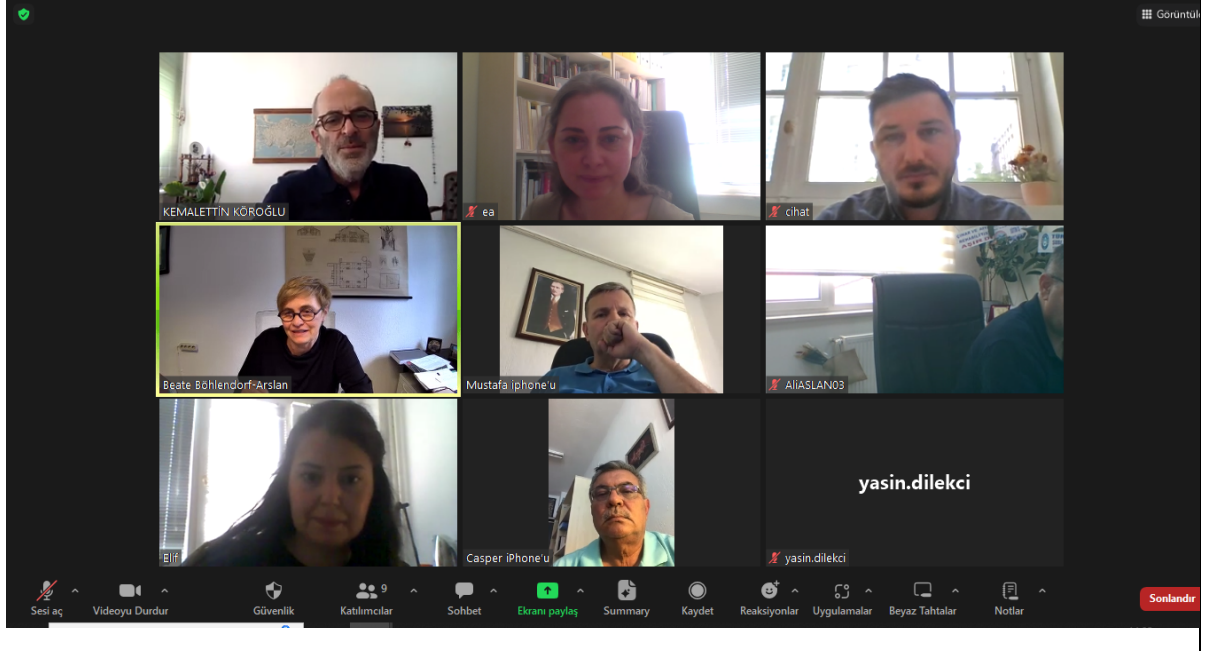 Görüntül
KEMALETTİN KÖROĞLU
ea
cihat
Beate Böhlendorf-Arslan
Mustafa iphone'u
AliASLAN03
Elif
Casper iPhone'u
yasin.dilekci
yasin.dilekci
9
Sesi aç
Videoyu Durdur
Güvenlik
Katılımcılar
Sohbet
Ekranı paylaş
Summary
Kaydet
Reaksiyonlar
Uygulamalar
Beyaz Tahtalar
Notlar
Sonlandır